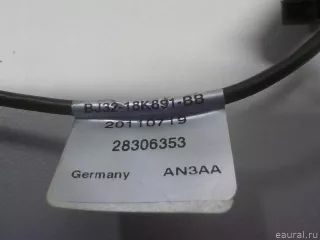 BJ32-18K891-BB
20110719
28306353
Germany AN3AA
© eaural.ru